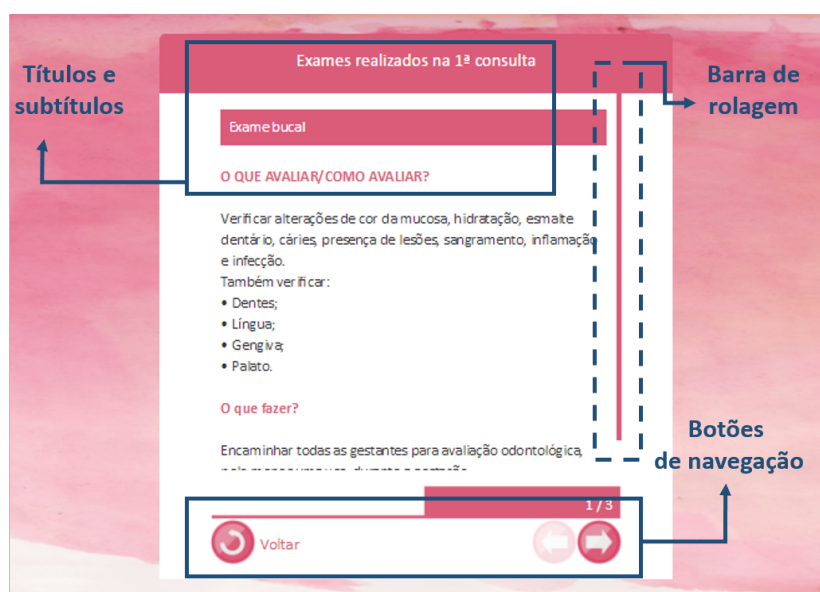 Títulos e
subtítulos
Exames realizados na 1ª consulta
Barra de
rolagem
Exame bucal
O QUE AVALIAR/COMO AVALIAR?
Verificar alterações de cor da mucosa, hidratação, esmalte
dentário, cáries, presença de lesões, sangramento, inflamação
e infecção.
Também verificar:
• Dentes;
• Língua;
• Gengiva;
• Palato.
O que fazer?
Encaminhar todas as gestantes para avaliação odontológica,
Botões
de navegação
1 / 3
Voltar